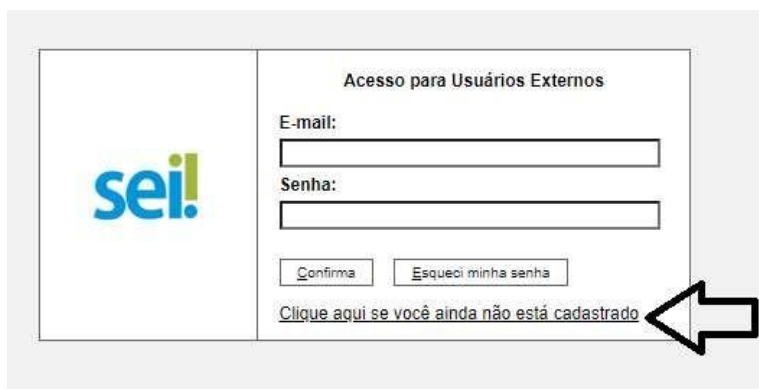 Acesso para Usuários Externos
E-mail:
sei!
Senha:
Confirma Esqueci minha senha
Clique aqui se você ainda não está cadastrado